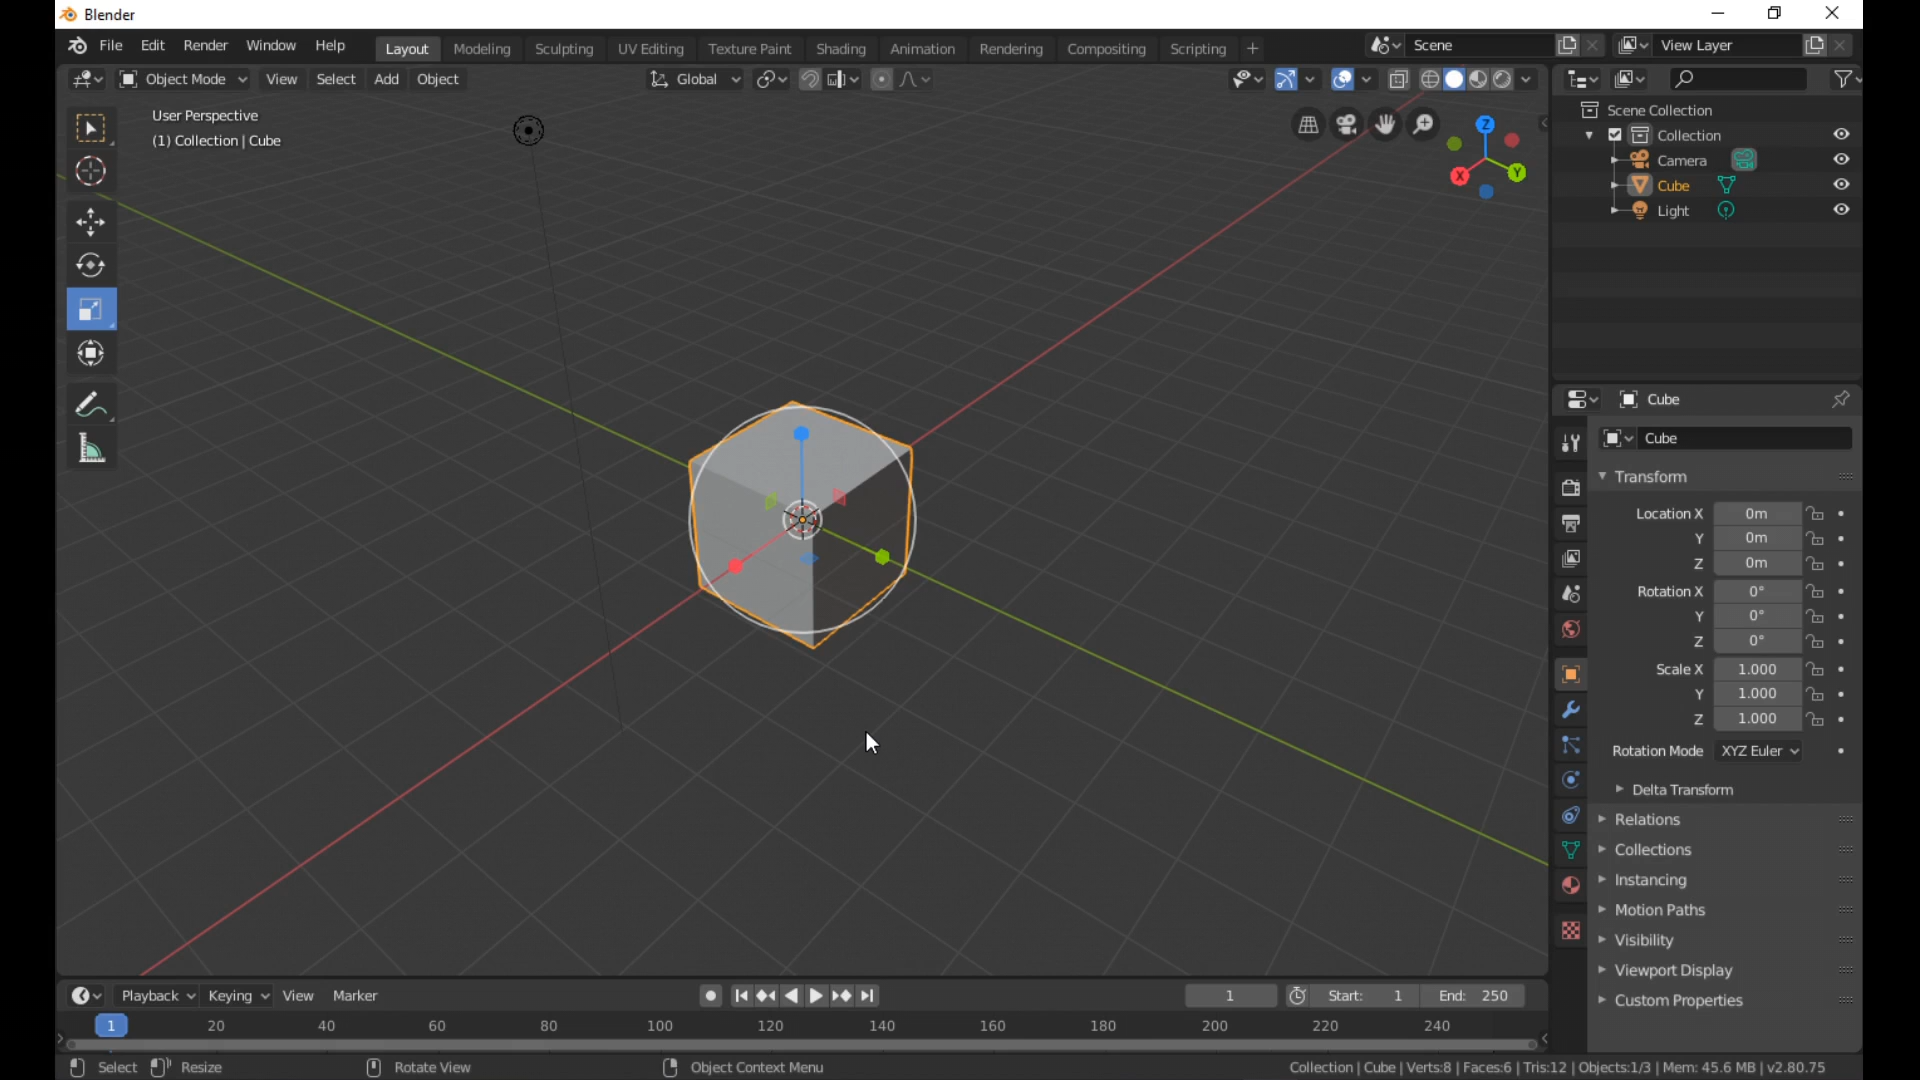 Blender
File Edit Render Window Help Layout Modeling Sculpting UV Editing Texture Paint Shading Animation Rendering Compositing Scripting + Scene View Layer
Object Mode View Select Add Object Global
User Perspective
(1) Collection | Cube
Z
Y
X
Scene Collection
Collection
Camera
Cube
Light
Cube
Cube
Transform
Location X 0m
Y 0m
Z 0m
Rotation X 0°
Y 0°
Z 0°
Scale X 1.000
Y 1.000
Z 1.000
Rotation Mode XYZ Euler
Delta Transform
Relations
Collections
Instancing
Motion Paths
Visibility
Viewport Display
Custom Properties
Playback Keying View Marker 1 Start: 1 End: 250
1 20 40 60 80 100 120 140 160 180 200 220 240
Select Resize Rotate View Object Context Menu Collection | Cube | Verts:8 | Faces:6 | Tris:12 | Objects:1/3 | Mem: 45.6 MB | v2.80.75